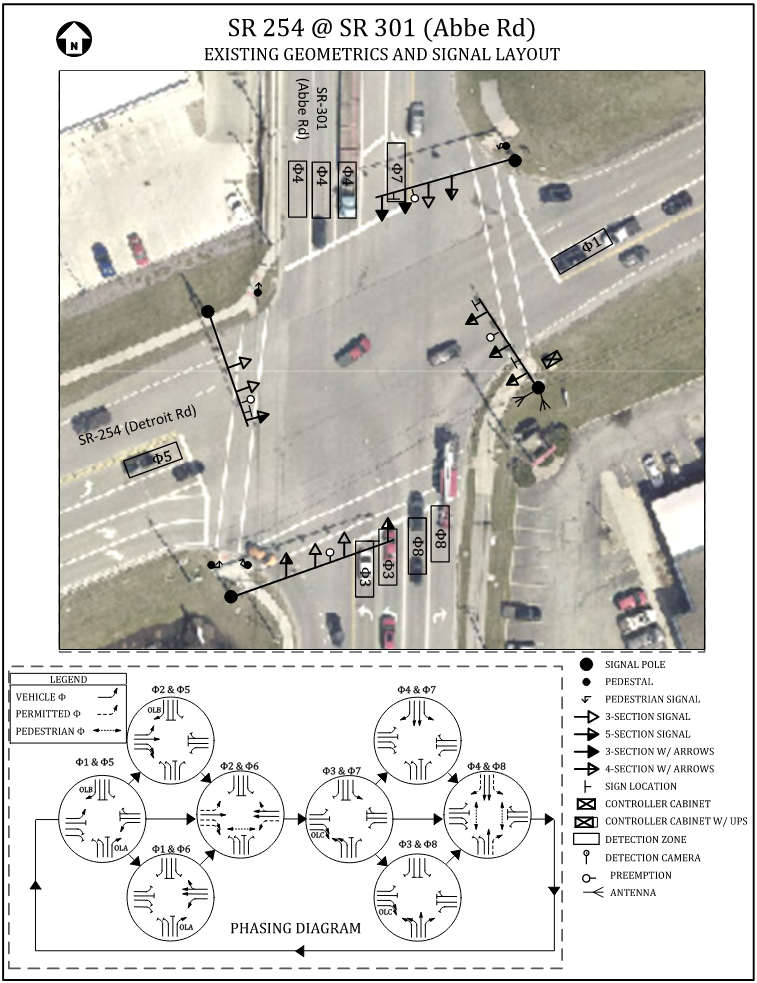 SR 254 @ SR 301 (Abbe Rd)
EXISTING GEOMETRICS AND SIGNAL LAYOUT
N
SR-301
(Abbe Rd)
Φ4
Φ4
Φ4
Φ7
Φ1
SR-254 (Detroit Rd)
Φ5
Φ3
Φ3
Φ8
Φ8
LEGEND
VEHICLE Φ
PERMITTED Φ
PEDESTRIAN Φ
Φ2 & Φ5
OLB
Φ1 & Φ5
OLB
OLA
Φ2 & Φ6
Φ1 & Φ6
OLA
Φ4 & Φ7
Φ3 & Φ7
OLC
Φ4 & Φ8
Φ3 & Φ8
OLC
PHASING DIAGRAM
SIGNAL POLE
PEDESTAL
PEDESTRIAN SIGNAL
3-SECTION SIGNAL
5-SECTION SIGNAL
3-SECTION W/ ARROWS
4-SECTION W/ ARROWS
SIGN LOCATION
CONTROLLER CABINET
CONTROLLER CABINET W/ UPS
DETECTION ZONE
DETECTION CAMERA
PREEMPTION
ANTENNA